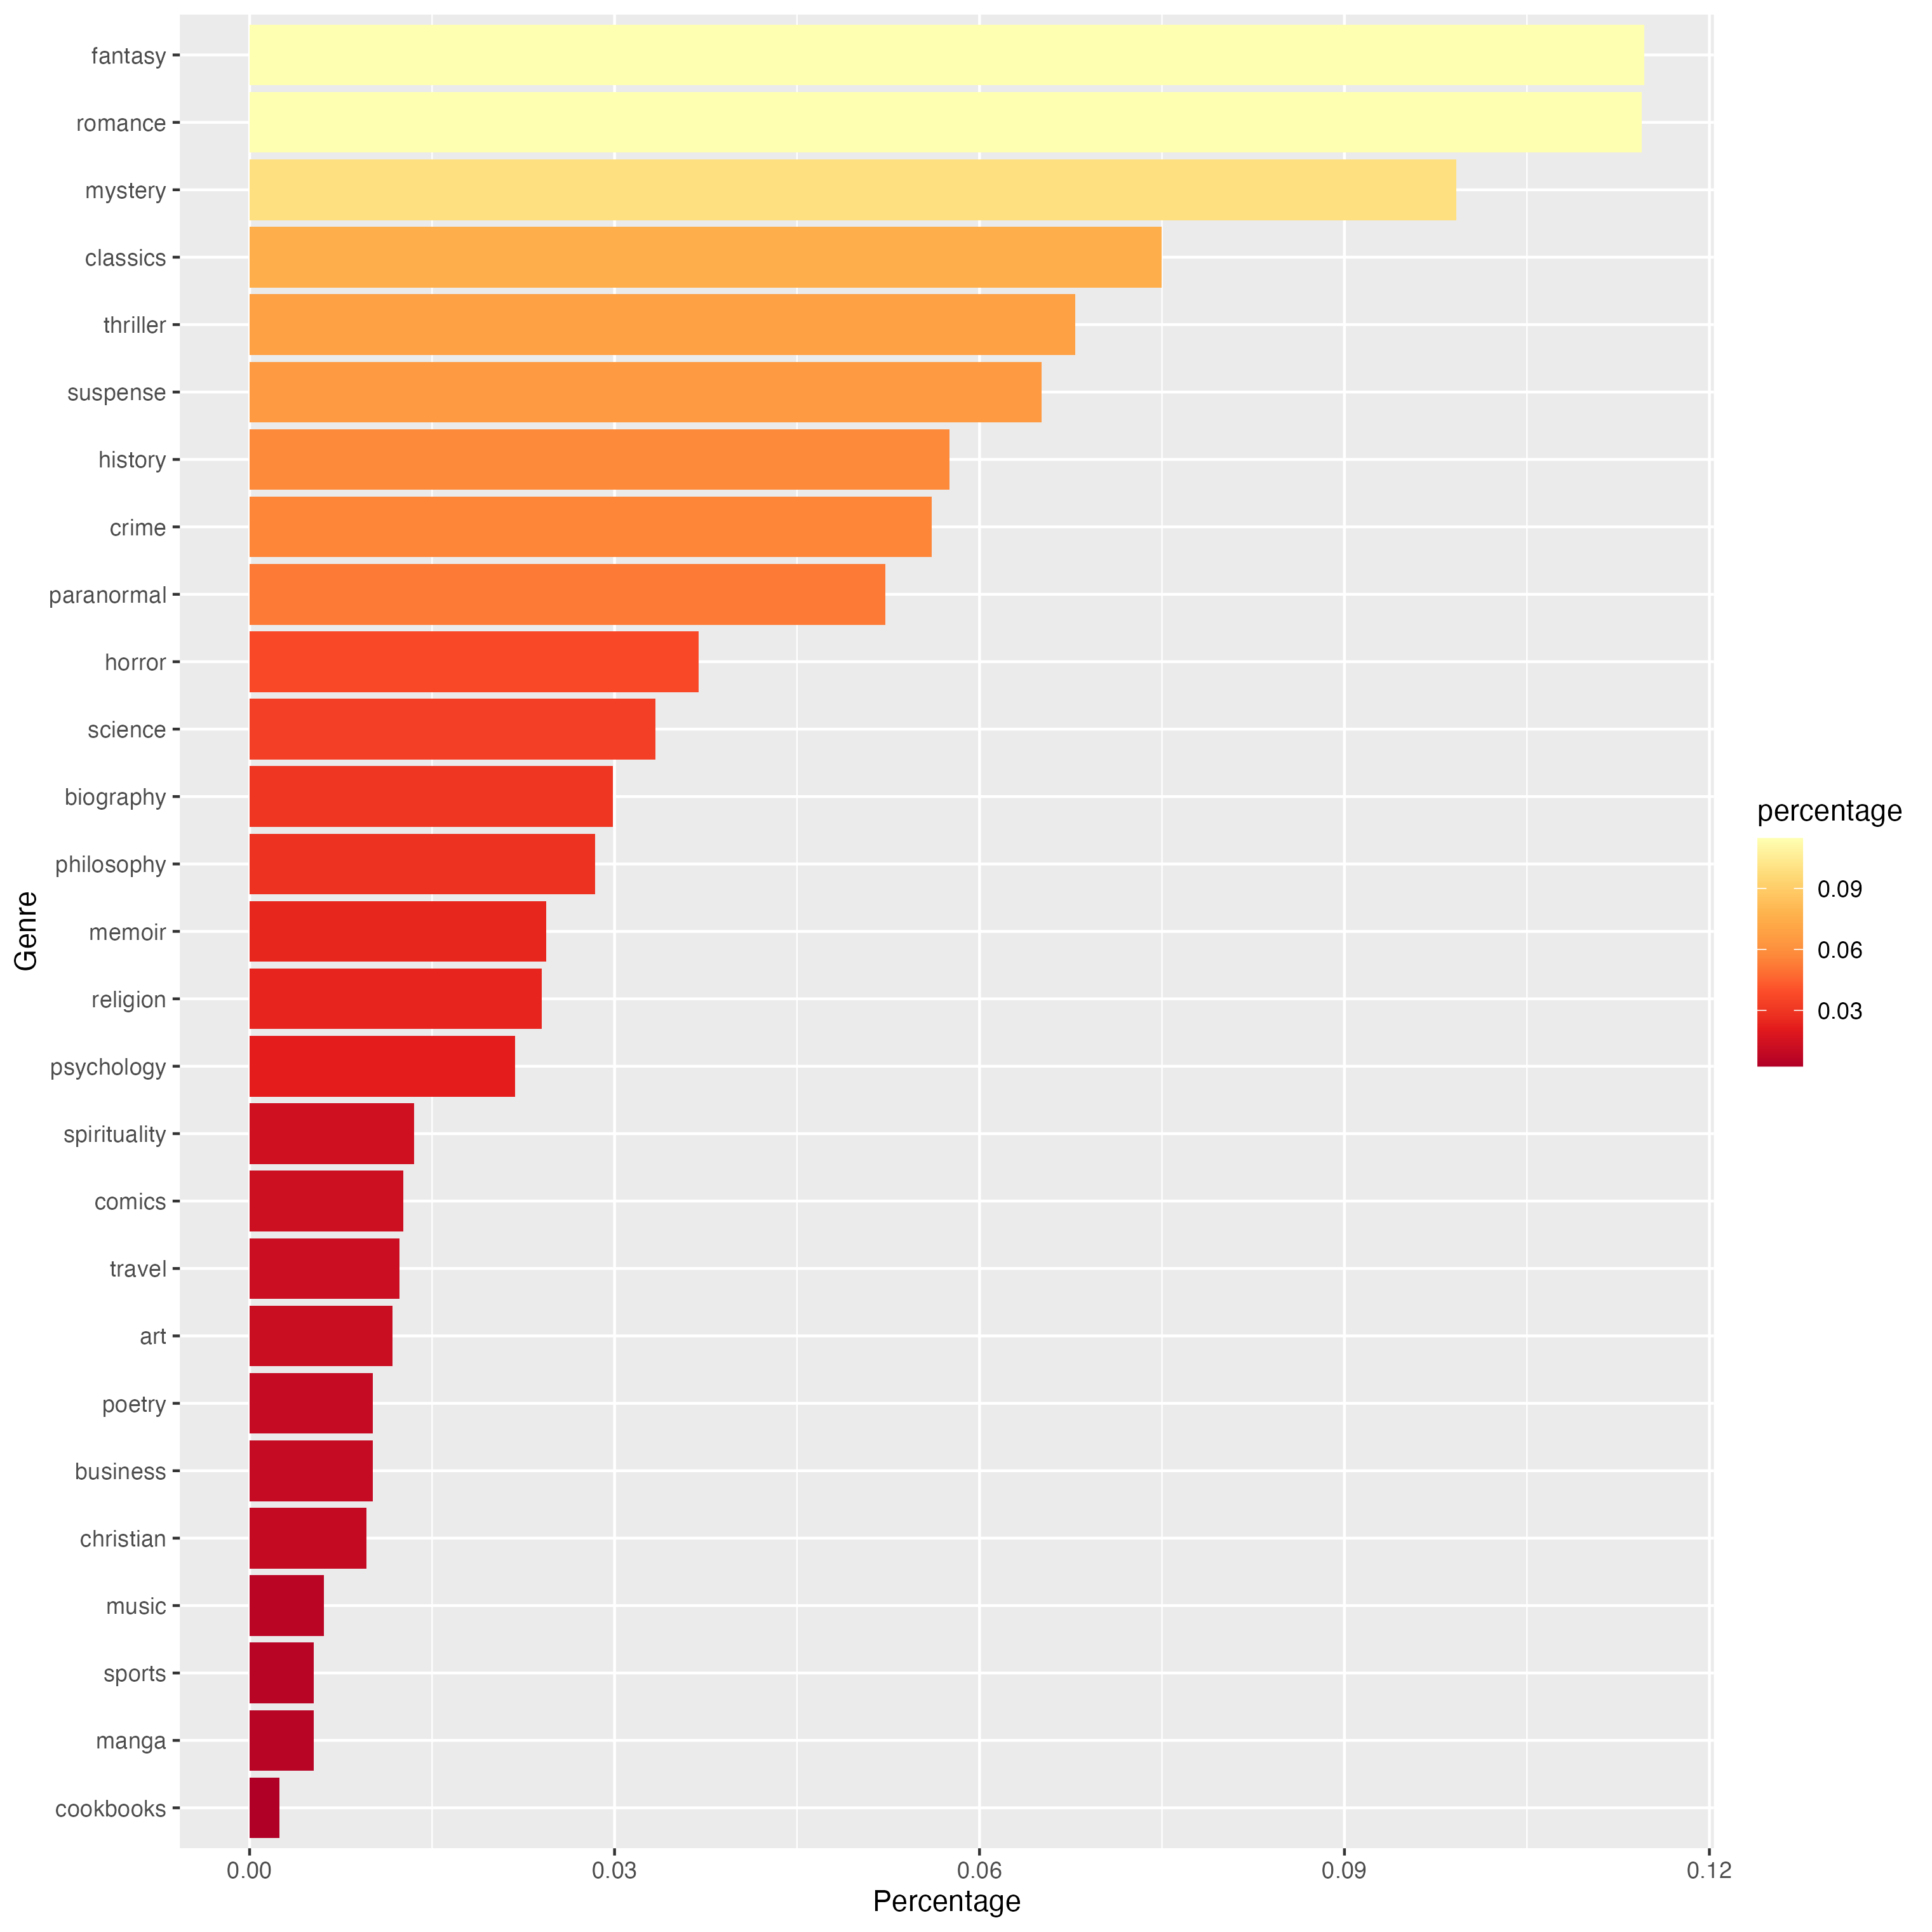 fantasy
romance
mystery
classics
thriller
suspense
history
crime
paranormal
horror
science
biography
philosophy
memoir
religion
psychology
spirituality
comics
travel
art
poetry
business
christian
music
sports
manga
cookbooks
Genre
0.00 0.03 0.06 0.09 0.12
Percentage
percentage
0.09
0.06
0.03